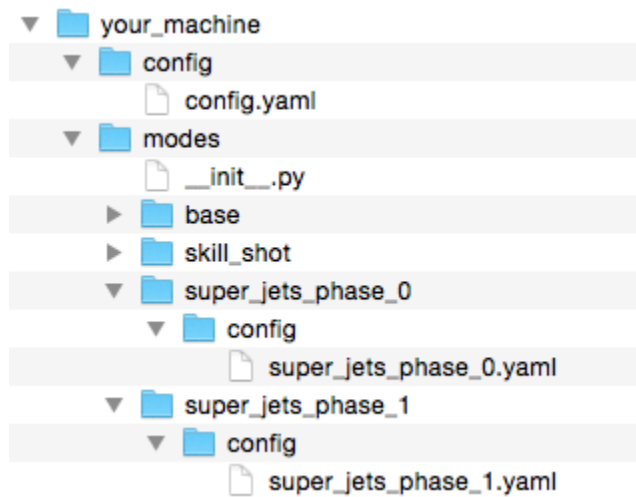 your_machine
config
config.yaml
modes
__init__.py
base
skill_shot
super_jets_phase_0
config
super_jets_phase_0.yaml
super_jets_phase_1
config
super_jets_phase_1.yaml